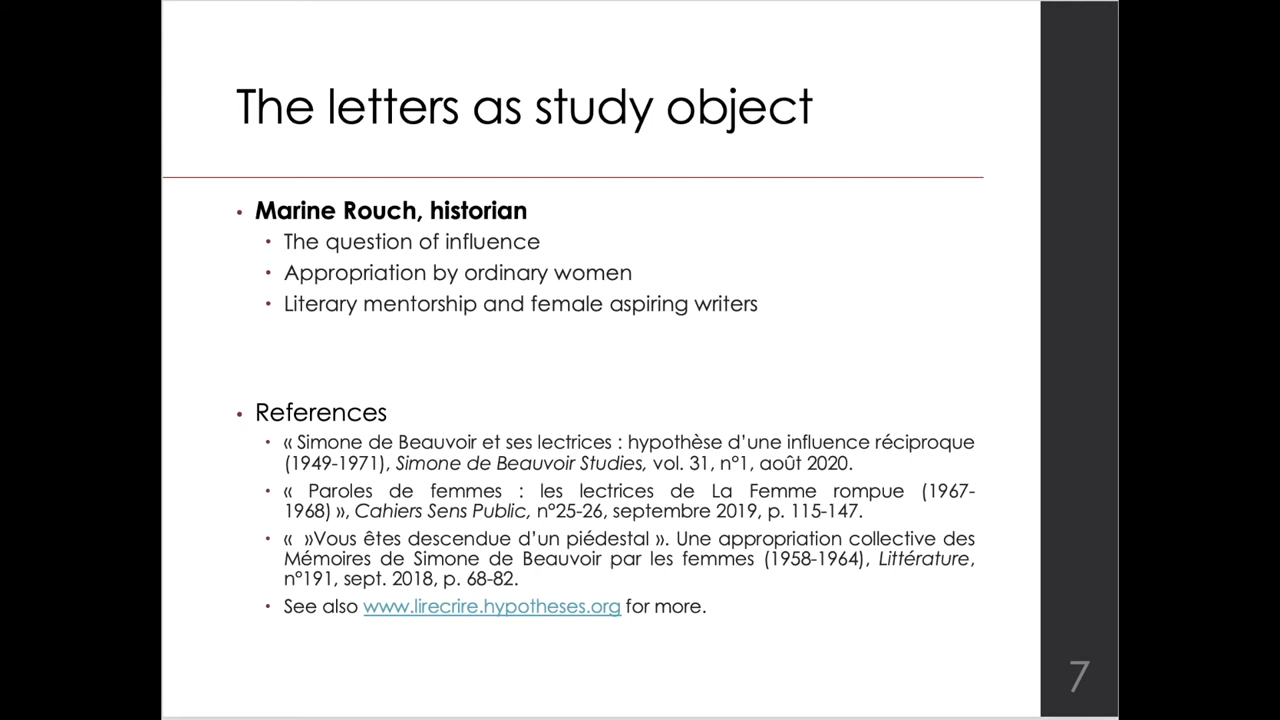 The letters as study object
• Marine Rouch, historian
• The question of influence
• Appropriation by ordinary women
• Literary mentorship and female aspiring writers
• References
• « Simone de Beauvoir et ses lectrices : hypothèse d’une influence réciproque
(1949-1971), Simone de Beauvoir Studies, vol. 31, n°1, août 2020.
• « Paroles de femmes : les lectrices de La Femme rompue (1967-
1968) », Cahiers Sens Public, n°25-26, septembre 2019, p. 115-147.
• « »Vous êtes descendue d’un piédestal ». Une appropriation collective des
Mémoires de Simone de Beauvoir par les femmes (1958-1964), Littérature,
n°191, sept. 2018, p. 68-82.
• See also www.lirecrire.hypotheses.org for more.
7